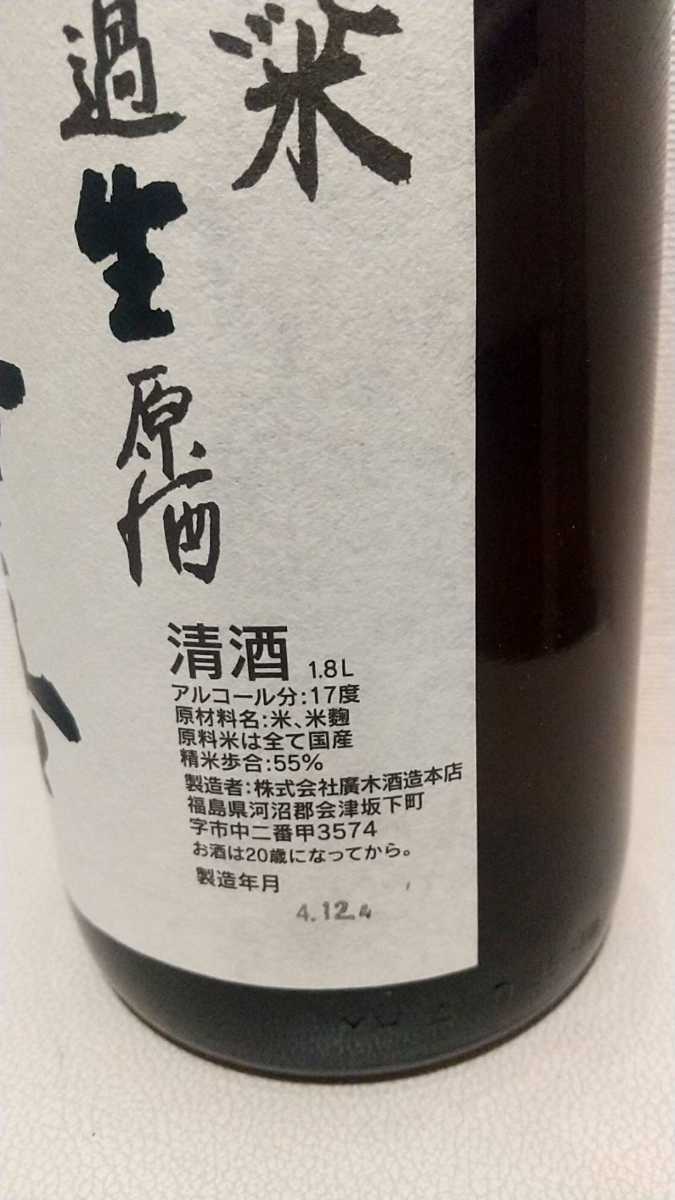 米
過生原酒
清酒 1.8L
アルコール分:17度
原材料名:米、米麹
原料米は全て国産
精米歩合:55%
製造者:株式会社廣木酒造本店
福島県河沼郡会津坂下町
字市中二番甲3574
お酒は20歳になってから。
製造年月
4.12.4